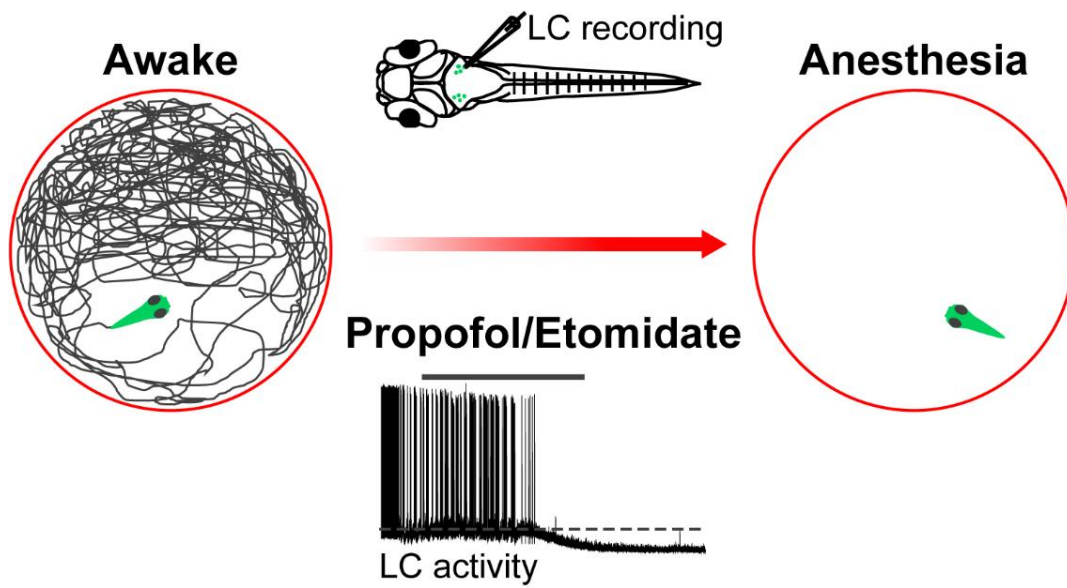 LC recording
Awake
Anesthesia
Propofol/Etomidate
LC activity